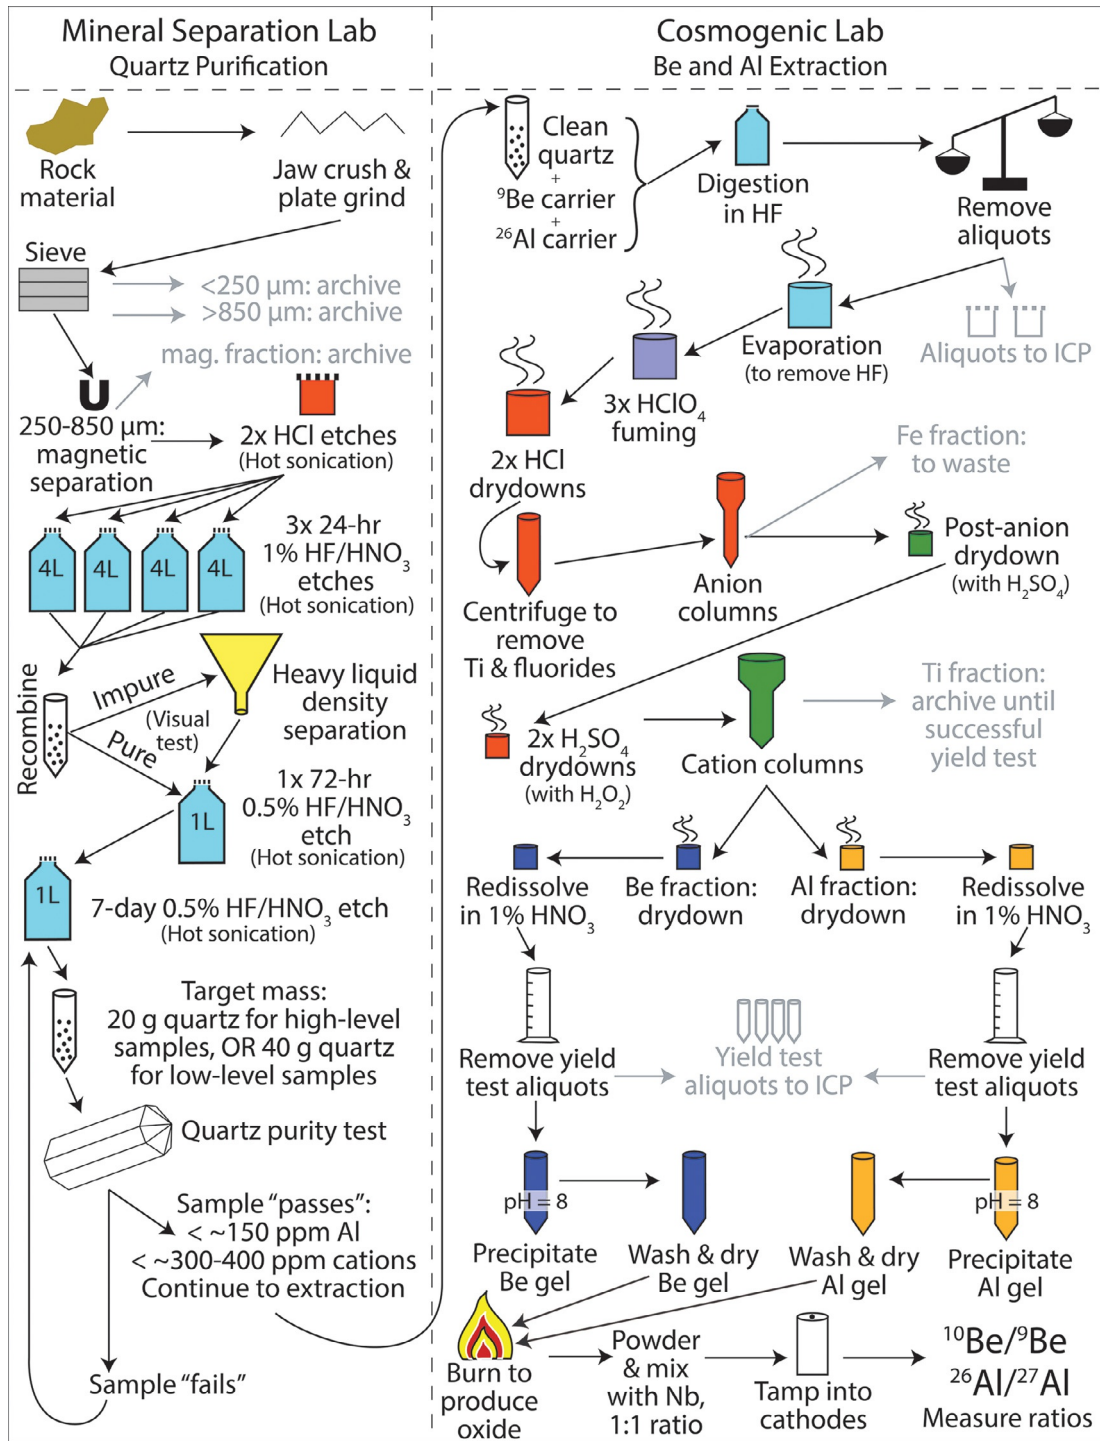 Mineral Separation Lab
Quartz Purification
Rock
material
Jaw crush &
plate grind
Sieve
<250 µm: archive
>850 µm: archive
mag. fraction: archive
250-850 µm:
magnetic
separation
2x HCl etches
(Hot sonication)
4L
4L
4L
4L
3x 24-hr
1% HF/HNO₃
etches
(Hot sonication)
Recombine
Impure
(Visual
test)
Pure
Heavy liquid
density
separation
1L
1x 72-hr
0.5% HF/HNO₃
etch
(Hot sonication)
1L
7-day 0.5% HF/HNO₃ etch
(Hot sonication)
Target mass:
20 g quartz for high-level
samples, OR 40 g quartz
for low-level samples
Quartz purity test
Sample "passes":
< ~150 ppm Al
< ~300-400 ppm cations
Continue to extraction
Sample "fails"
Cosmogenic Lab
Be and Al Extraction
Clean
quartz
+
⁹Be carrier
+
²⁶Al carrier
Digestion
in HF
Remove
aliquots
Aliquots to ICP
Evaporation
(to remove HF)
3x HClO₄
fuming
2x HCl
drydowns
Centrifuge to
remove
Ti & fluorides
Anion
columns
Fe fraction:
to waste
Post-anion
drydown
(with H₂SO₄)
2x H₂SO₄
drydowns
(with H₂O₂)
Cation columns
Ti fraction:
archive until
successful
yield test
Redissolve
in 1% HNO₃
Be fraction:
drydown
Al fraction:
drydown
Redissolve
in 1% HNO₃
Remove yield
test aliquots
Yield test
aliquots to ICP
Remove yield
test aliquots
pH = 8
Precipitate
Be gel
Wash & dry
Be gel
Wash & dry
Al gel
pH = 8
Precipitate
Al gel
Burn to
produce
oxide
Powder
& mix
with Nb,
1:1 ratio
Tamp into
cathodes
¹⁰Be/⁹Be
²⁶Al/²⁷Al
Measure ratios